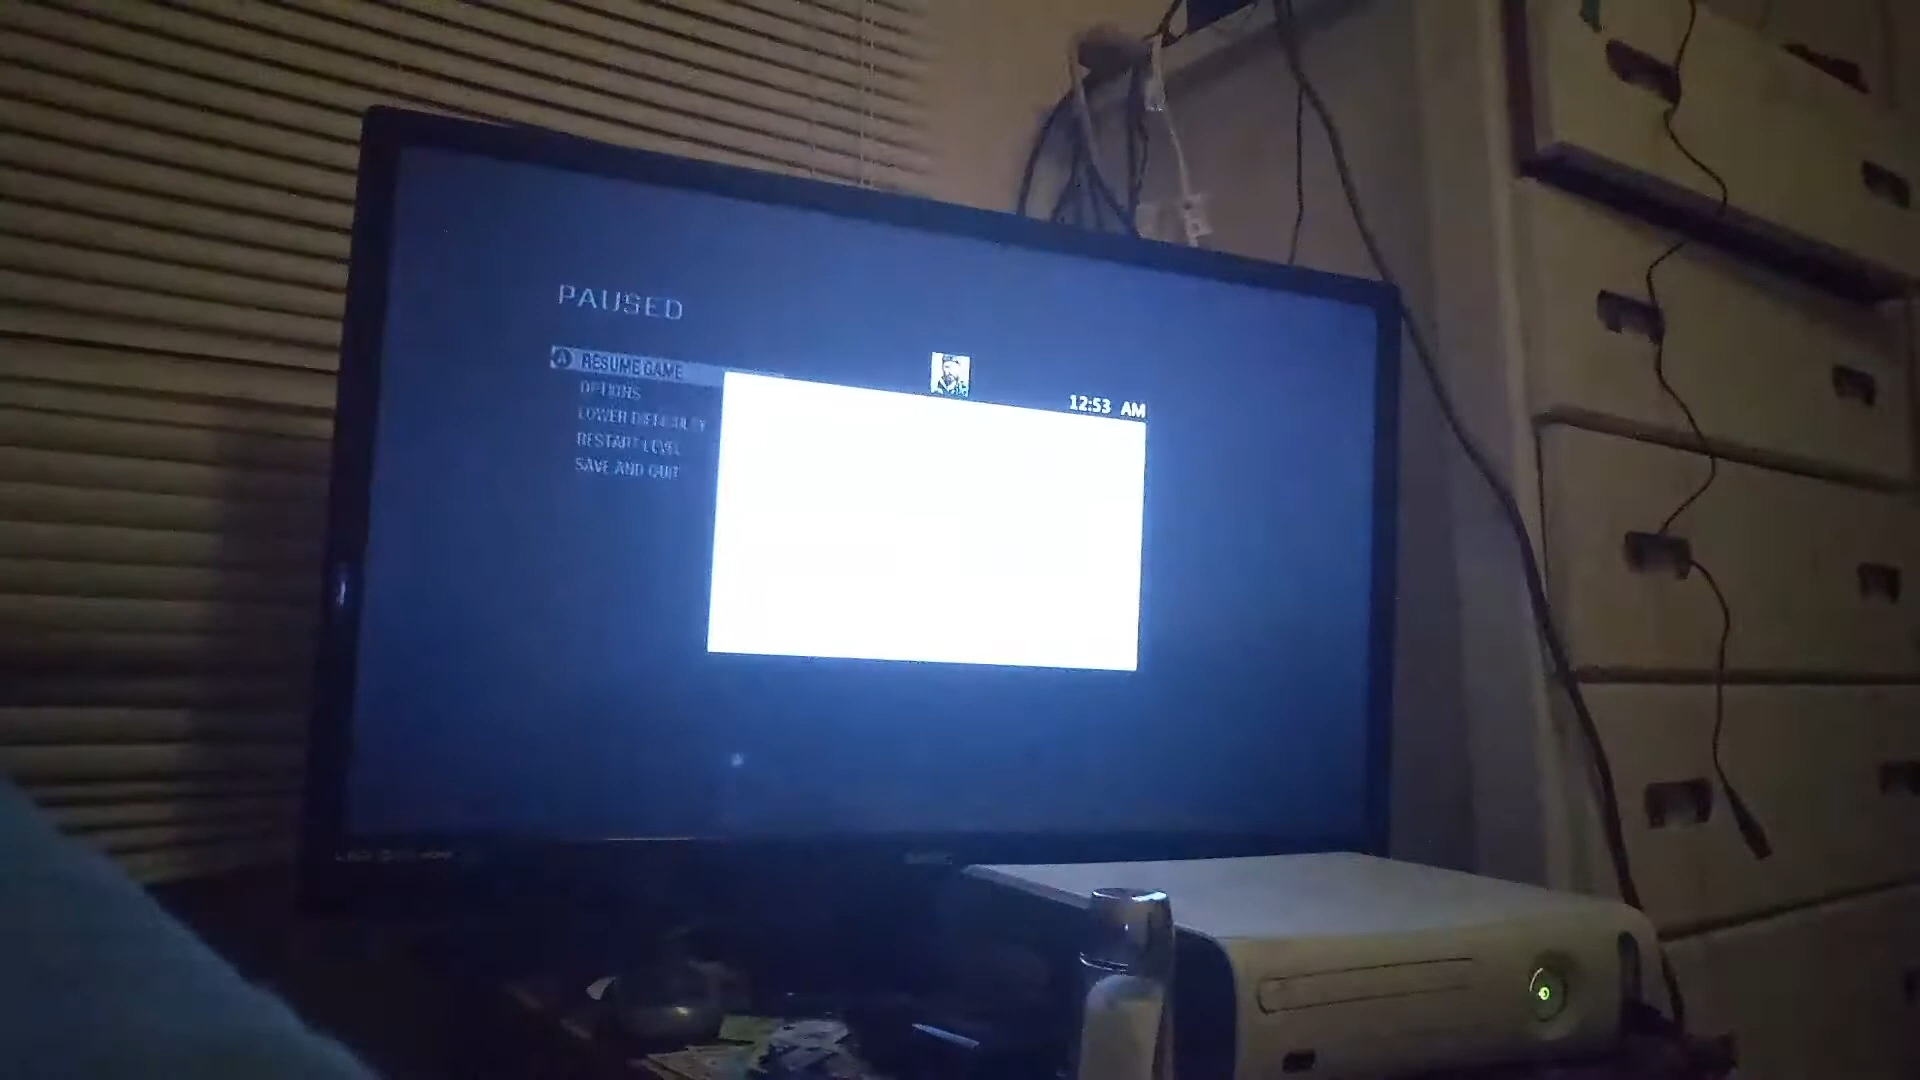 PAUSED
A RESUME GAME
OPTIONS
LOWER DIFFICULTY
RESTART LEVEL
SAVE AND QUIT
12:53 AM